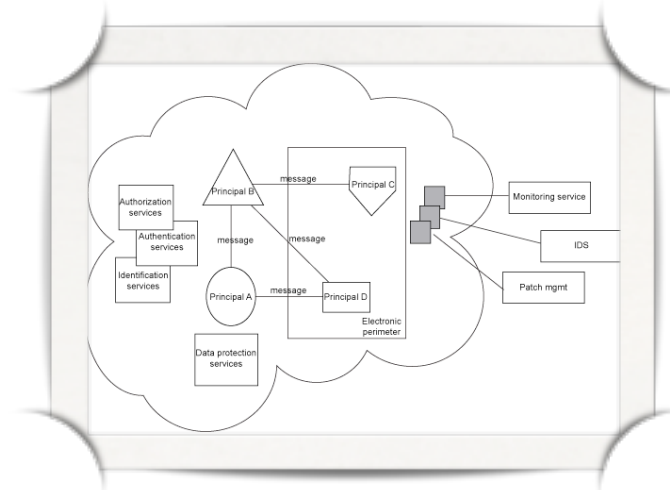 message
Principal B
Principal C
Authorization
services
Authentication
services
Identification
services
message
message
Principal A
message
Principal D
Electronic
perimeter
Data protection
services
Monitoring service
IDS
Patch mgmt